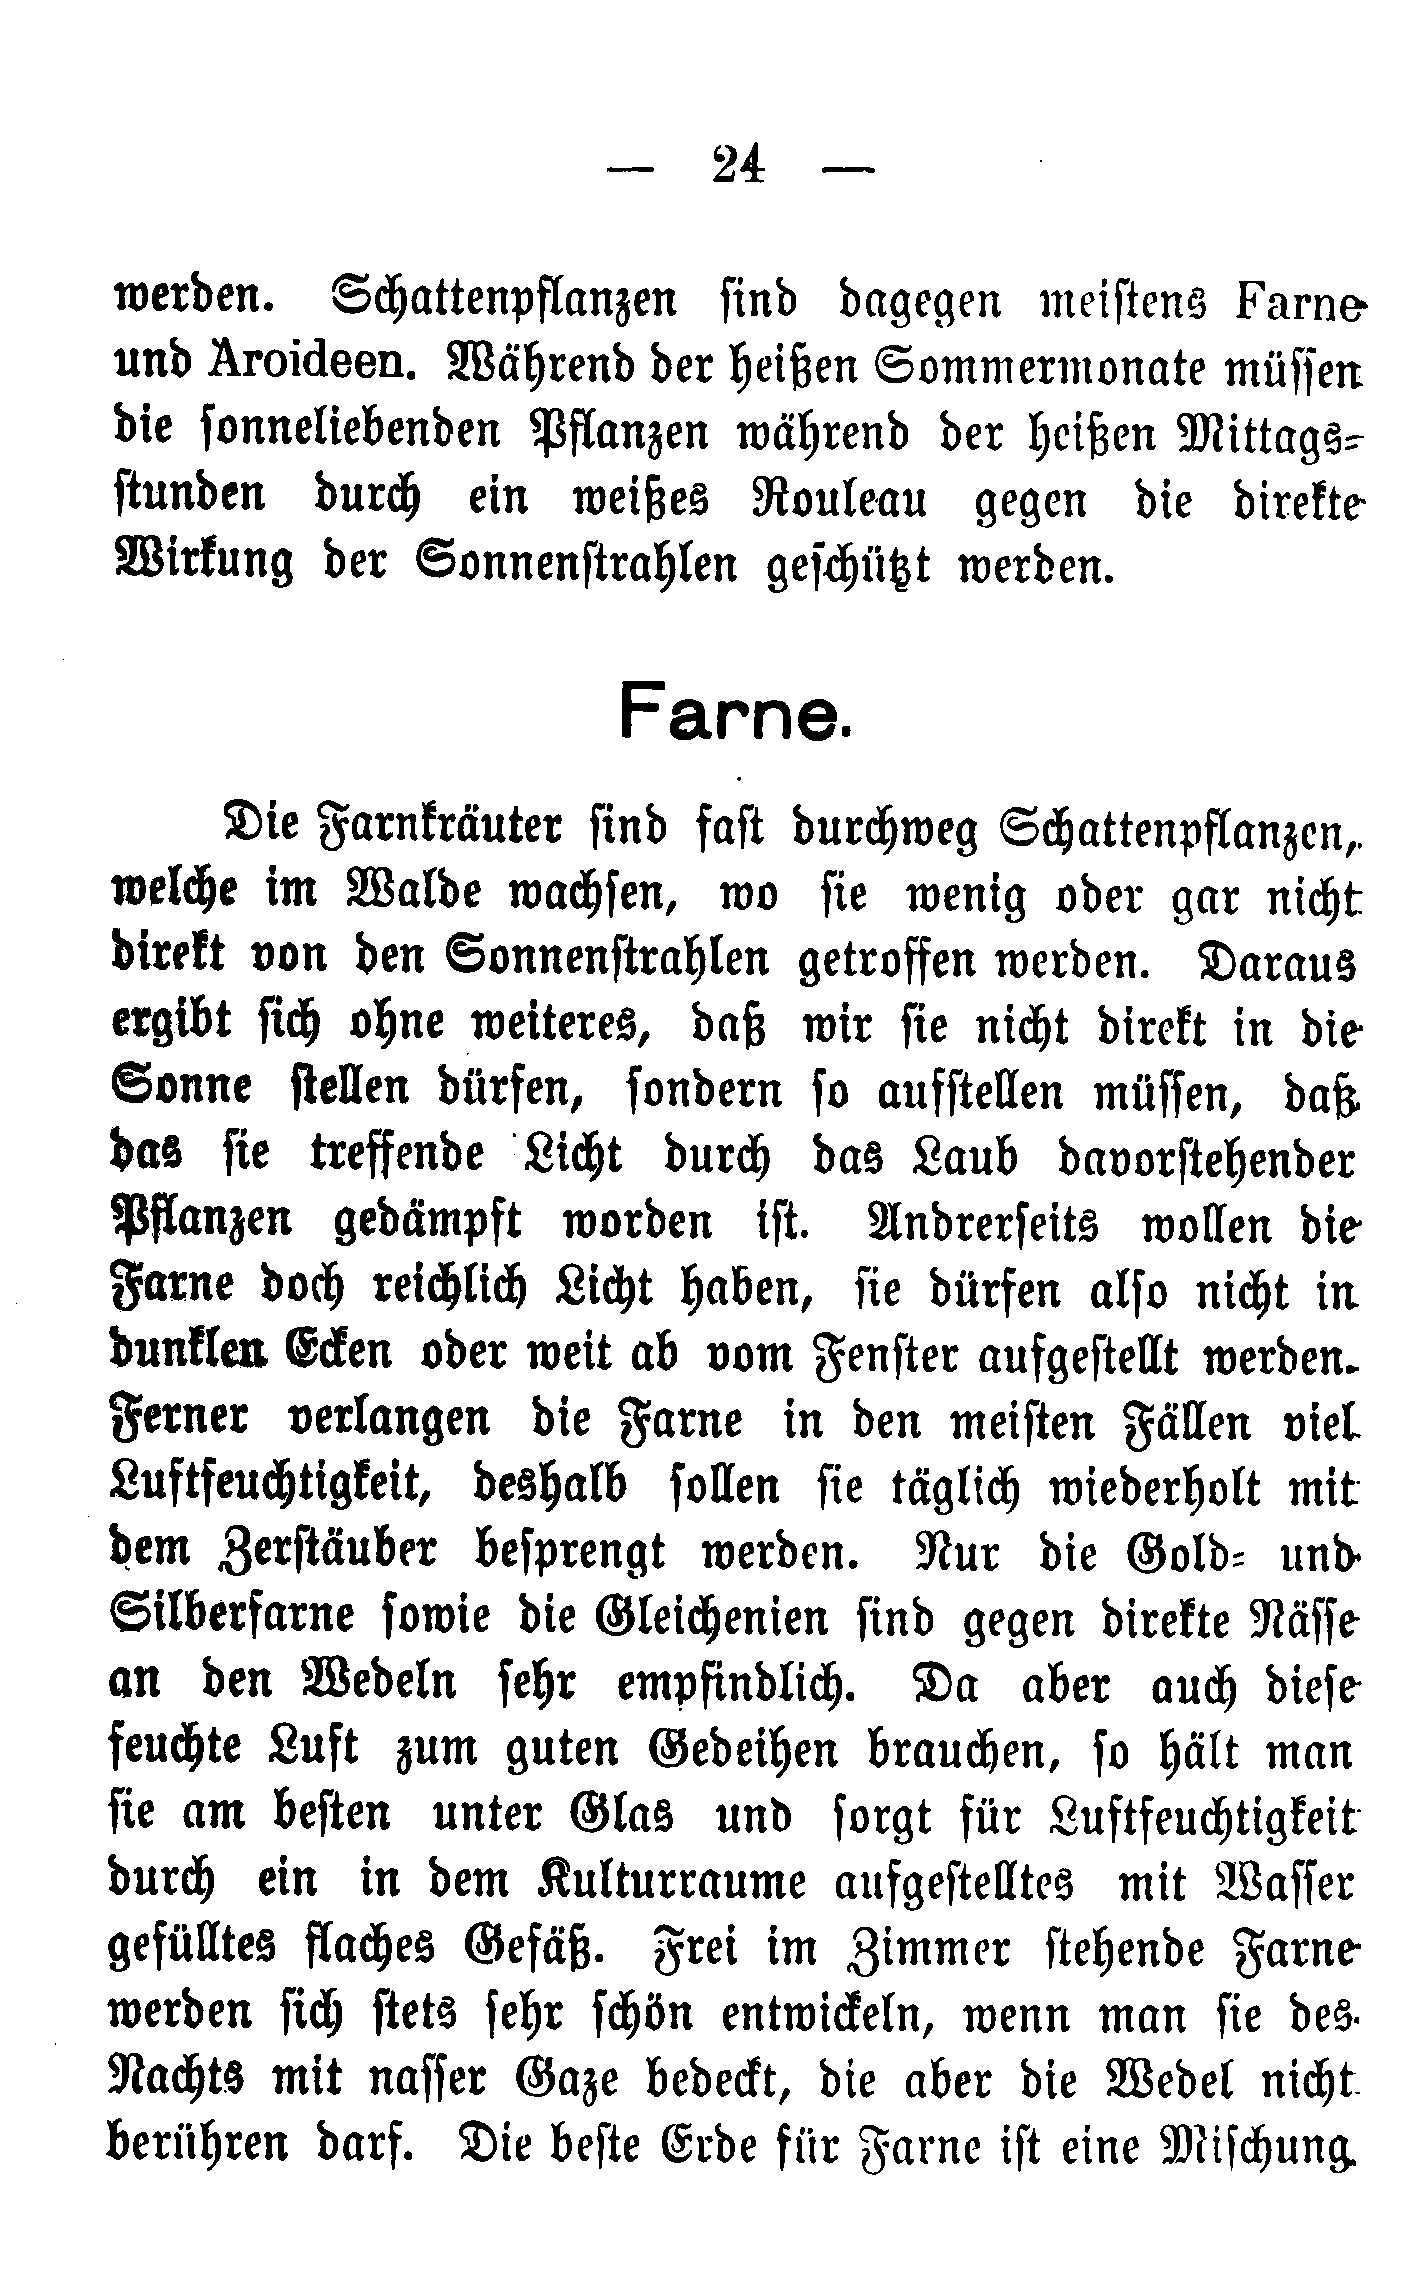 — 24 —
werden. Schattenpflanzen sind dagegen meistens Farne
und Aroideen. Während der heißen Sommermonate müssen
die sonneliebenden Pflanzen während der heißen Mittags-
stunden durch ein weißes Rouleau gegen die direkte
Wirkung der Sonnenstrahlen geschützt werden.
Farne.
Die Farnkräuter sind fast durchweg Schattenpflanzen,
welche im Walde wachsen, wo sie wenig oder gar nicht
direkt von den Sonnenstrahlen getroffen werden. Daraus
ergibt sich ohne weiteres, daß wir sie nicht direkt in die
Sonne stellen dürfen, sondern so aufstellen müssen, daß
das sie treffende Licht durch das Laub davorstehender
Pflanzen gedämpft worden ist. Andrerseits wollen die
Farne doch reichlich Licht haben, sie dürfen also nicht in
dunklen Ecken oder weit ab vom Fenster aufgestellt werden.
Ferner verlangen die Farne in den meisten Fällen viel
Luftfeuchtigkeit, deshalb sollen sie täglich wiederholt mit
dem Zerstäuber besprengt werden. Nur die Gold- und
Silberfarne sowie die Gleichenien sind gegen direkte Nässe
an den Wedeln sehr empfindlich. Da aber auch diese
feuchte Luft zum guten Gedeihen brauchen, so hält man
sie am besten unter Glas und sorgt für Luftfeuchtigkeit
durch ein in dem Kulturraume aufgestelltes mit Wasser
gefülltes flaches Gefäß. Frei im Zimmer stehende Farne
werden sich stets sehr schön entwickeln, wenn man sie des
Nachts mit nasser Gaze bedeckt, die aber die Wedel nicht
berühren darf. Die beste Erde für Farne ist eine Mischung